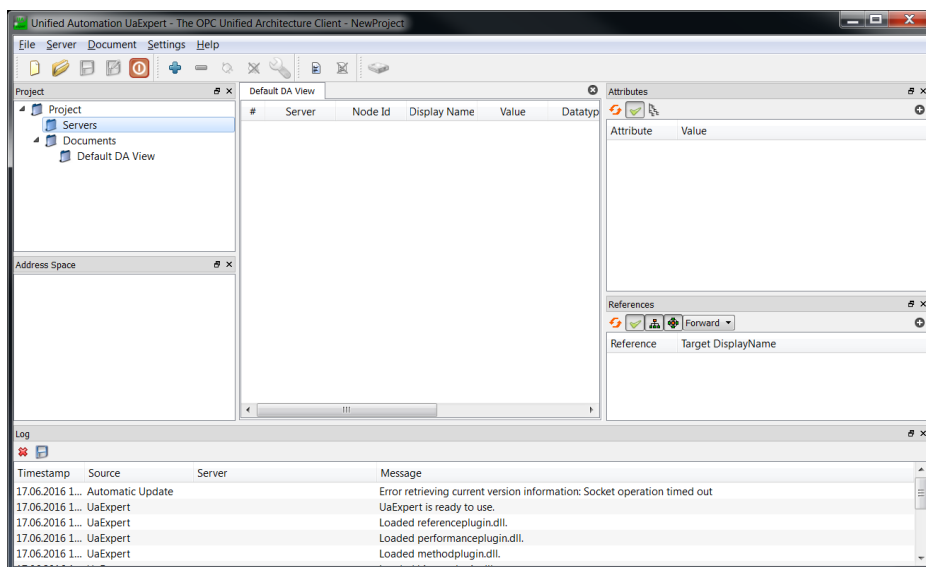 Unified Automation UaExpert - The OPC Unified Architecture Client - NewProject
File Server Document Settings Help
Project
Project
Servers
Documents
Default DA View
Address Space
Default DA View
# Server Node Id Display Name Value Datatyp
Attributes
Attribute Value
References
Forward
Reference Target DisplayName
Log
Timestamp Source Server Message
17.06.2016 1... Automatic Update Error retrieving current version information: Socket operation timed out
17.06.2016 1... UaExpert UaExpert is ready to use.
17.06.2016 1... UaExpert Loaded referenceplugin.dll.
17.06.2016 1... UaExpert Loaded performanceplugin.dll.
17.06.2016 1... UaExpert Loaded methodplugin.dll.